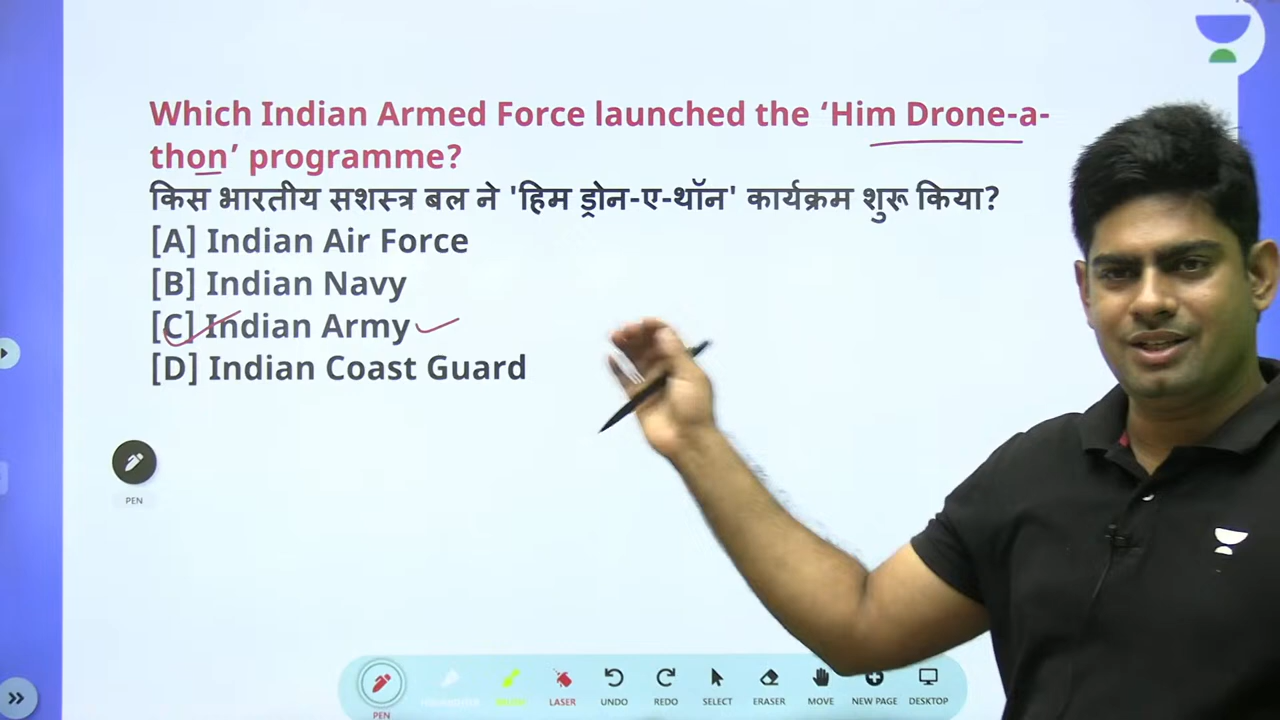 Which Indian Armed Force launched the ‘Him Drone-a-
thon’ programme?
किस भारतीय सशस्त्र बल ने 'हिम ड्रोन-ए-थॉन' कार्यक्रम शुरू किया?
[A] Indian Air Force
[B] Indian Navy
[C] Indian Army
[D] Indian Coast Guard
PEN
PEN
LASER
UNDO
REDO
SELECT
ERASER
MOVE
NEW PAGE
DESKTOP